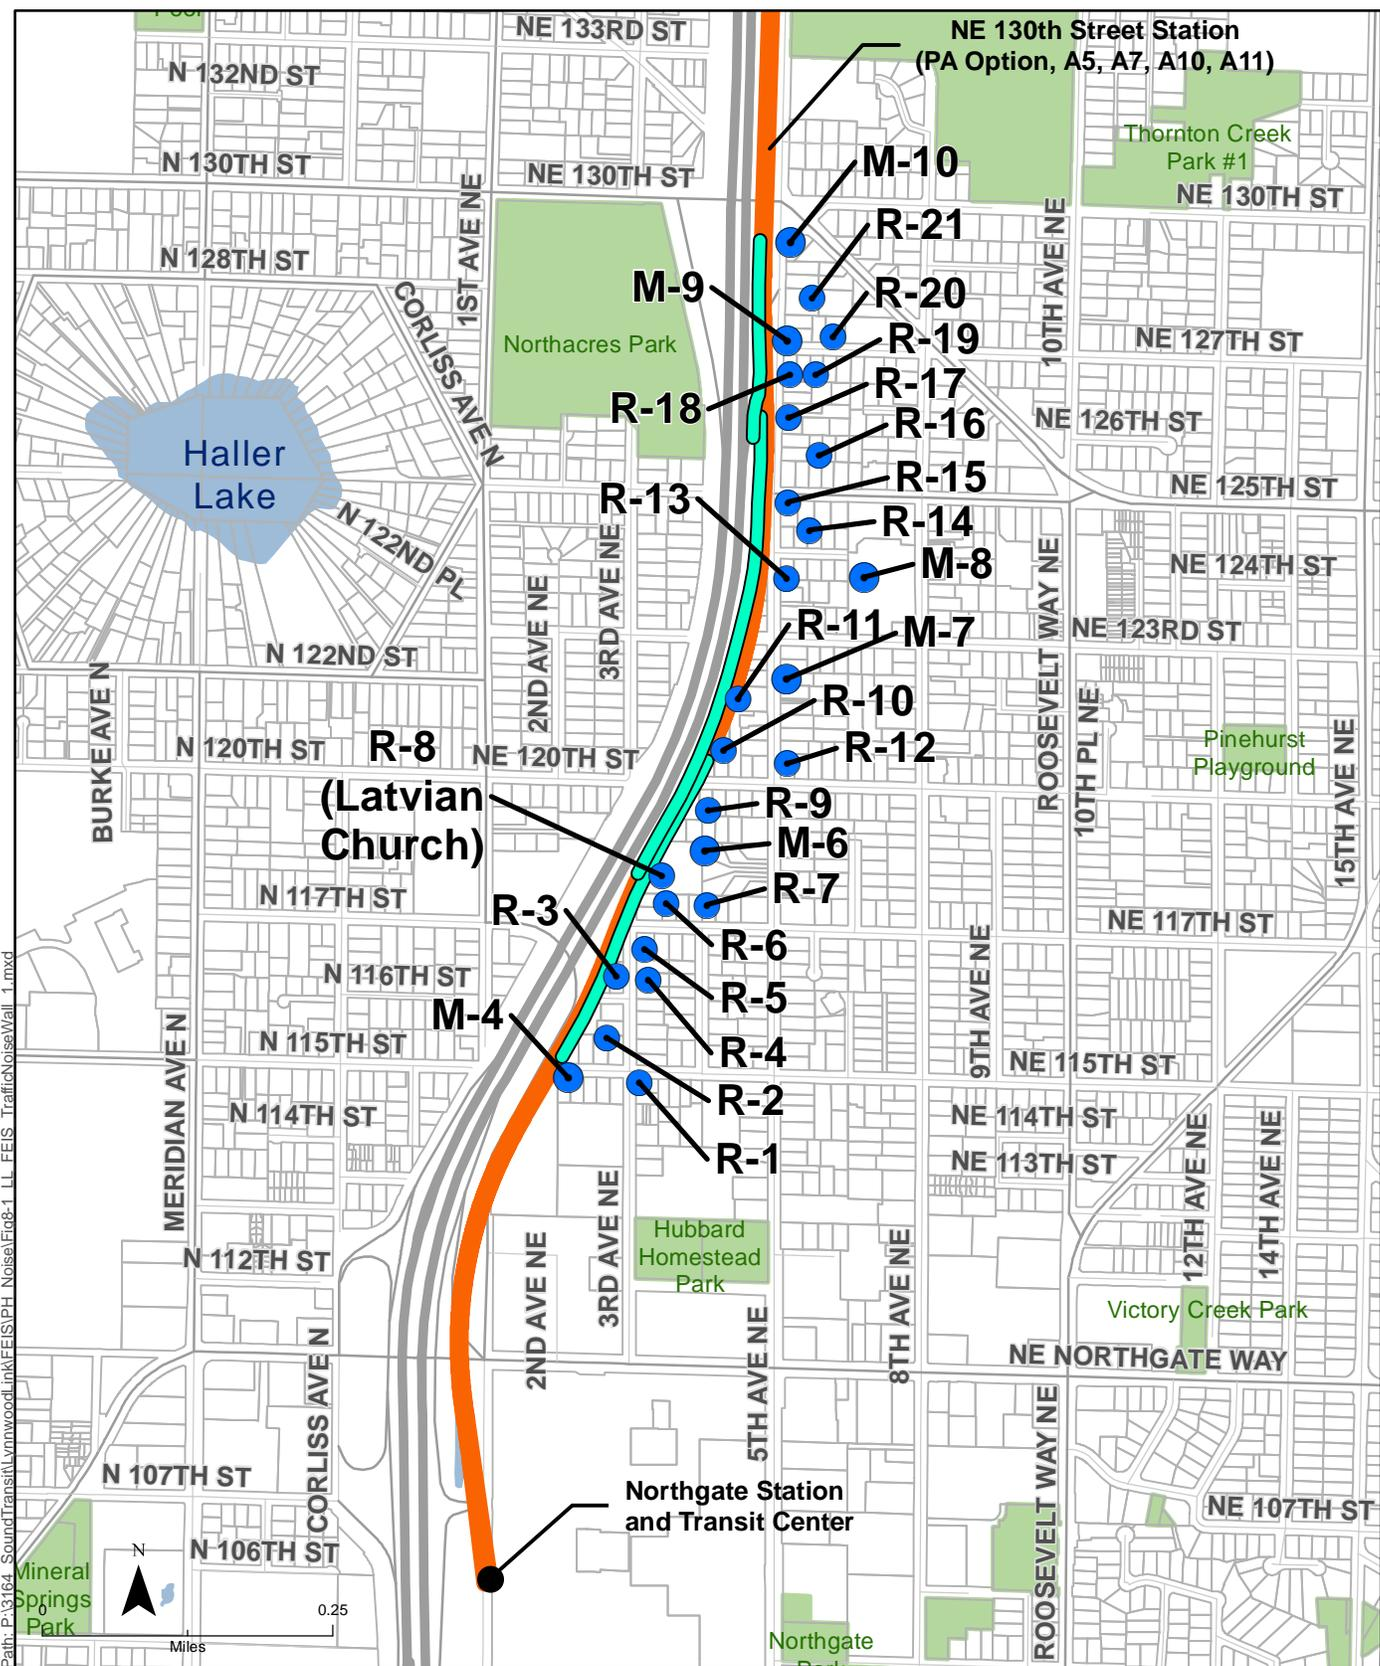 NE 133RD ST
NE 130th Street Station
(PA Option, A5, A7, A10, A11)
N 132ND ST
Thornton Creek
Park #1
N 130TH ST
NE 130TH ST
M-10
NE 130TH ST
1ST AVE NE
10TH AVE NE
R-21
N 128TH ST
M-9
R-20
CORLISS AVE N
Northacres Park
R-19
NE 127TH ST
R-18
R-17
R-16
NE 126TH ST
Haller
Lake
R-15
R-13
NE 125TH ST
N 122ND PL
R-14
3RD AVE NE
2ND AVE NE
M-8
NE 124TH ST
ROOSEVELT WAY NE
R-11
M-7
NE 123RD ST
N 122ND ST
BURKE AVE N
R-10
10TH PL NE
15TH AVE NE
N 120TH ST
R-8
(Latvian
Church)
NE 120TH ST
R-12
Pinehurst
Playground
R-9
M-6
N 117TH ST
R-7
R-3
NE 117TH ST
R-6
9TH AVE NE
N 116TH ST
R-5
M-4
MERIDIAN AVE N
N 115TH ST
R-4
NE 115TH ST
R-2
N 114TH ST
NE 114TH ST
12TH AVE NE
14TH AVE NE
R-1
NE 113TH ST
3RD AVE NE
2ND AVE NE
Hubbard
Homestead
Park
8TH AVE NE
N 112TH ST
Victory Creek Park
5TH AVE NE
CORLISS AVE N
NE NORTHGATE WAY
ROOSEVELT WAY NE
N 107TH ST
Northgate Station
and Transit Center
NE 107TH ST
N 106TH ST
N
Mineral
Springs
Park
0
0.25
Miles
Northgate
Path: P:\3164_SoundTransit\LynnwoodLink\FEIS\PH_Noise\Fig8-1_LL_FEIS_TrafficNoiseWall_1.mxd